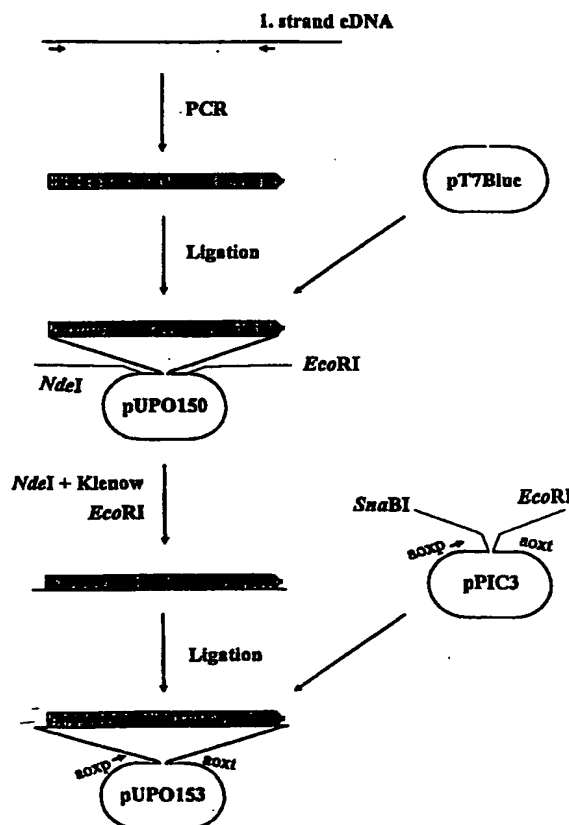 1. strand cDNA
PCR
pT7Blue
Ligation
NdeI
EcoRI
pUPO150
NdeI + Klenow
EcoRI
SnaBI
EcoRI
aoxp
aoxt
pPIC3
Ligation
aoxp
aoxt
pUPO153